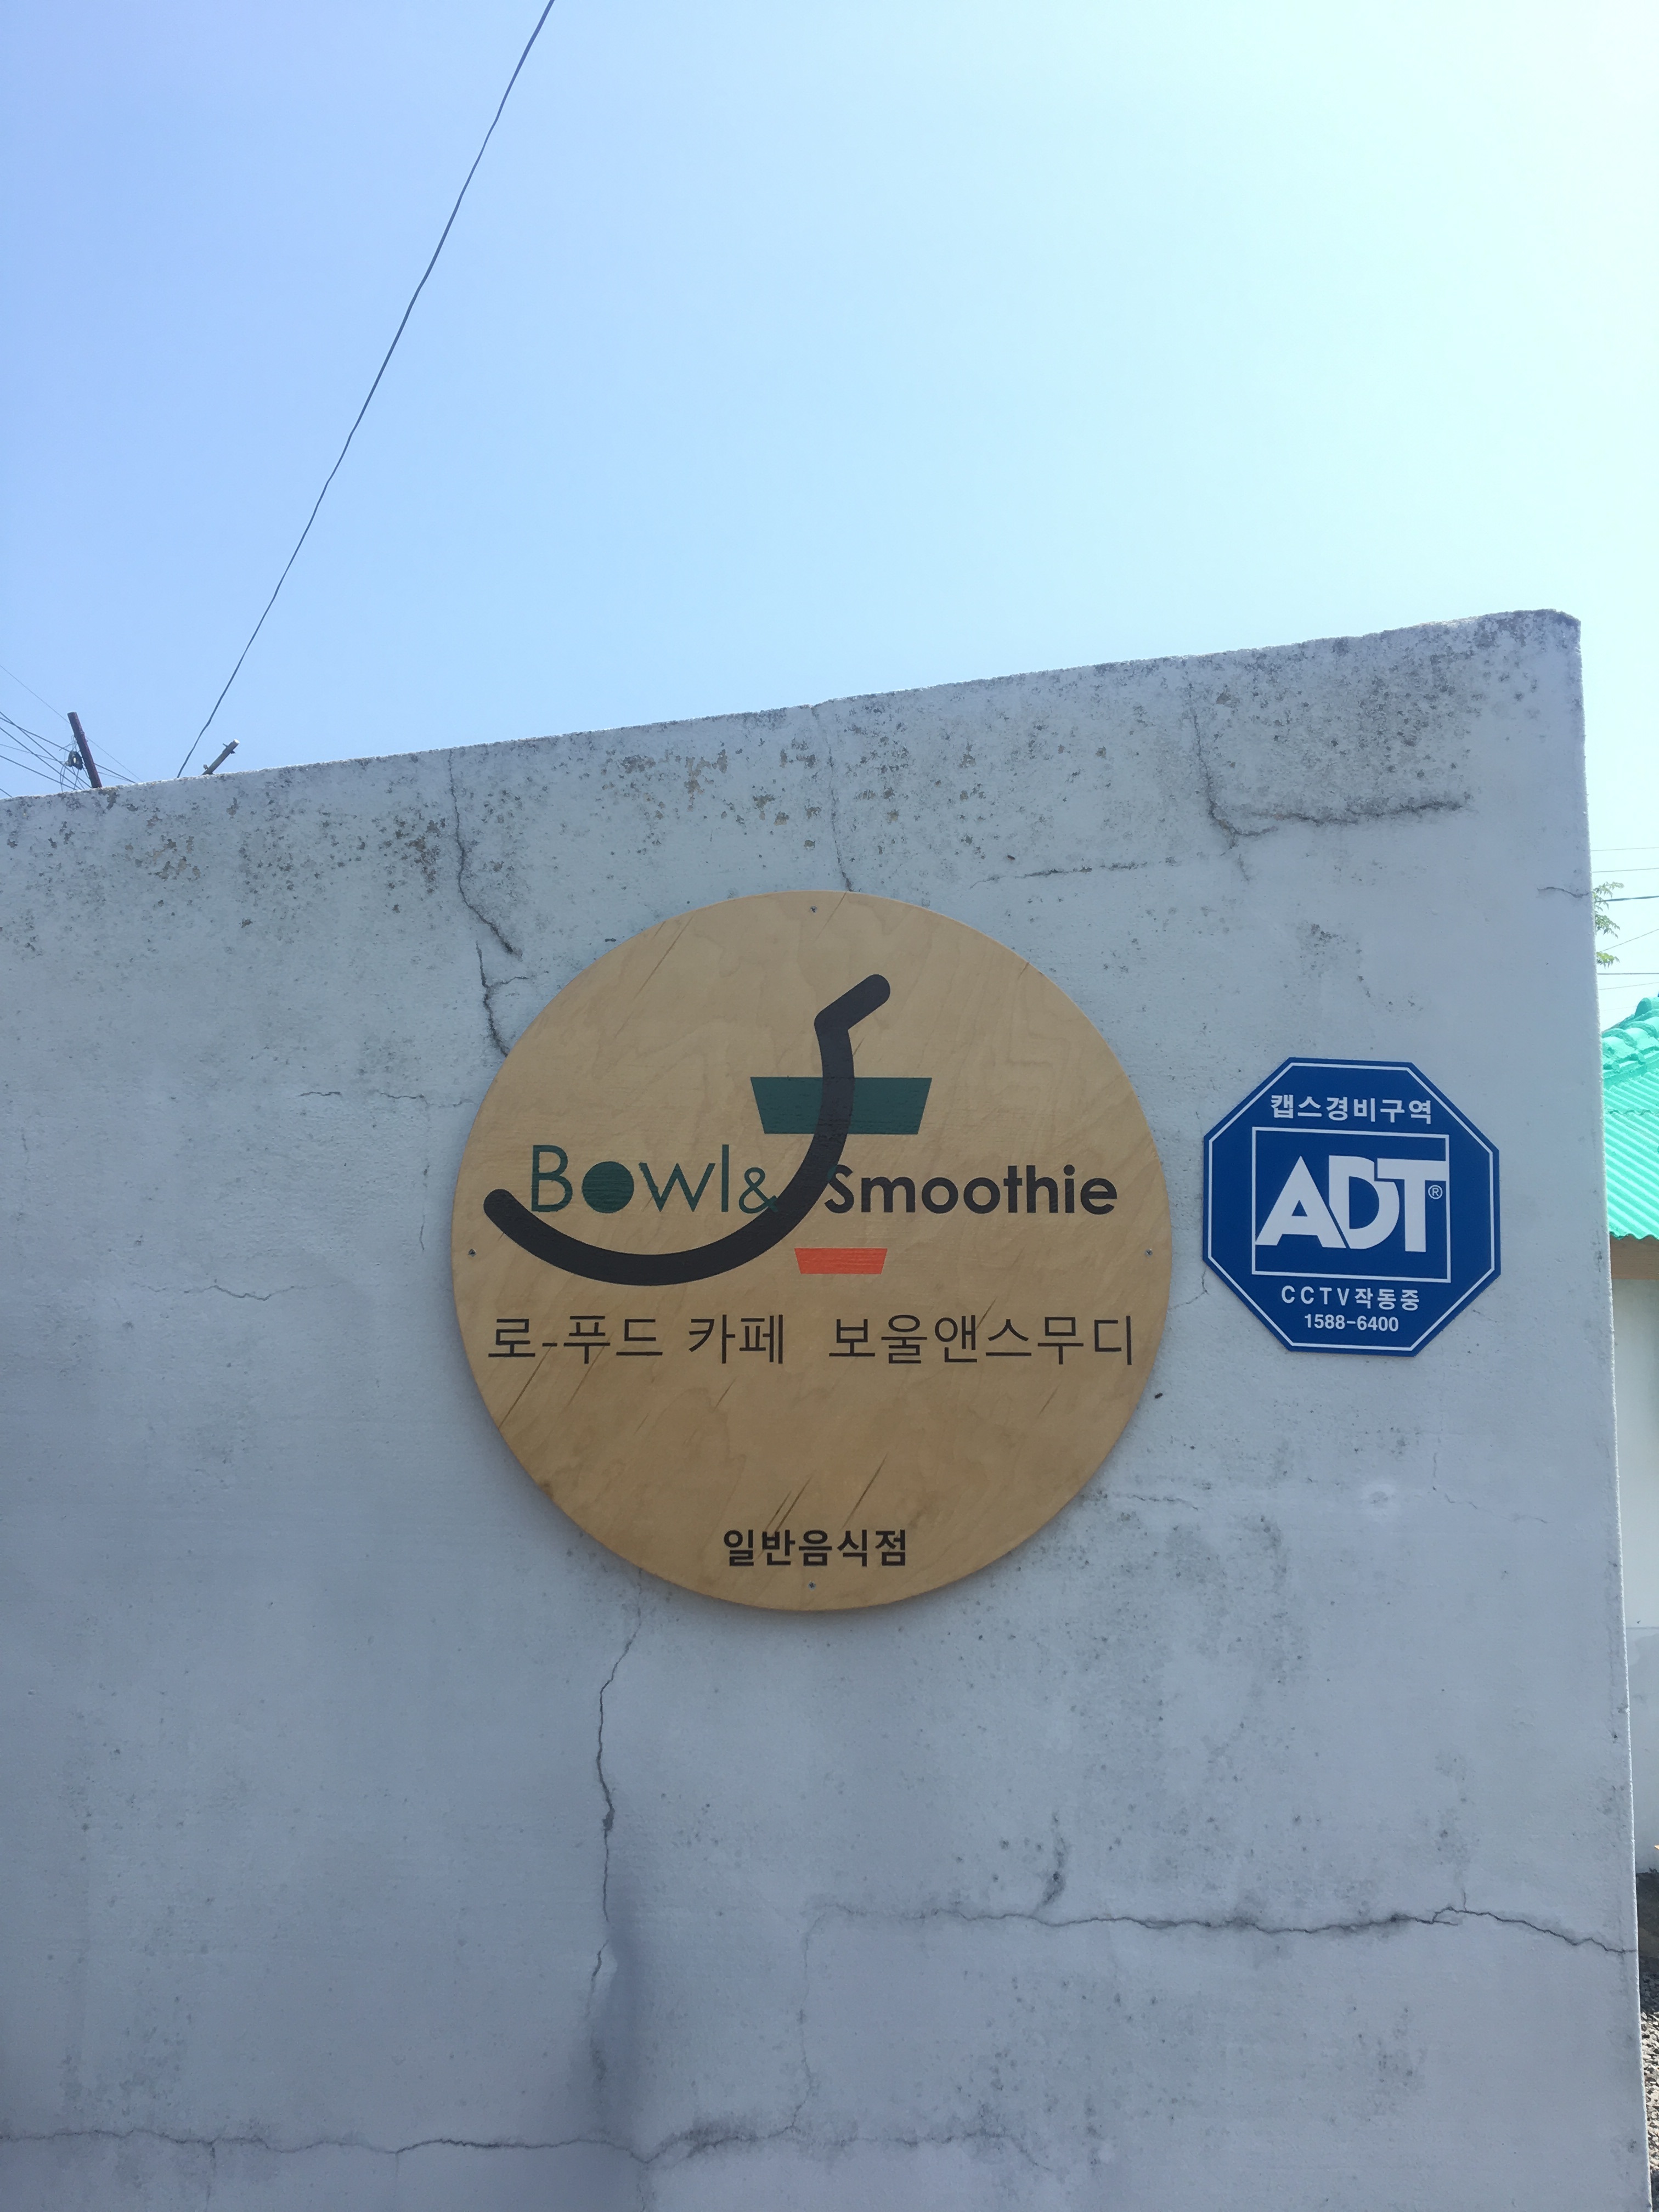 Bowl& Smoothie
로-푸드 카페 보울앤스무디
일반음식점
캡스경비구역
ADT®
CCTV작동중
1588-6400